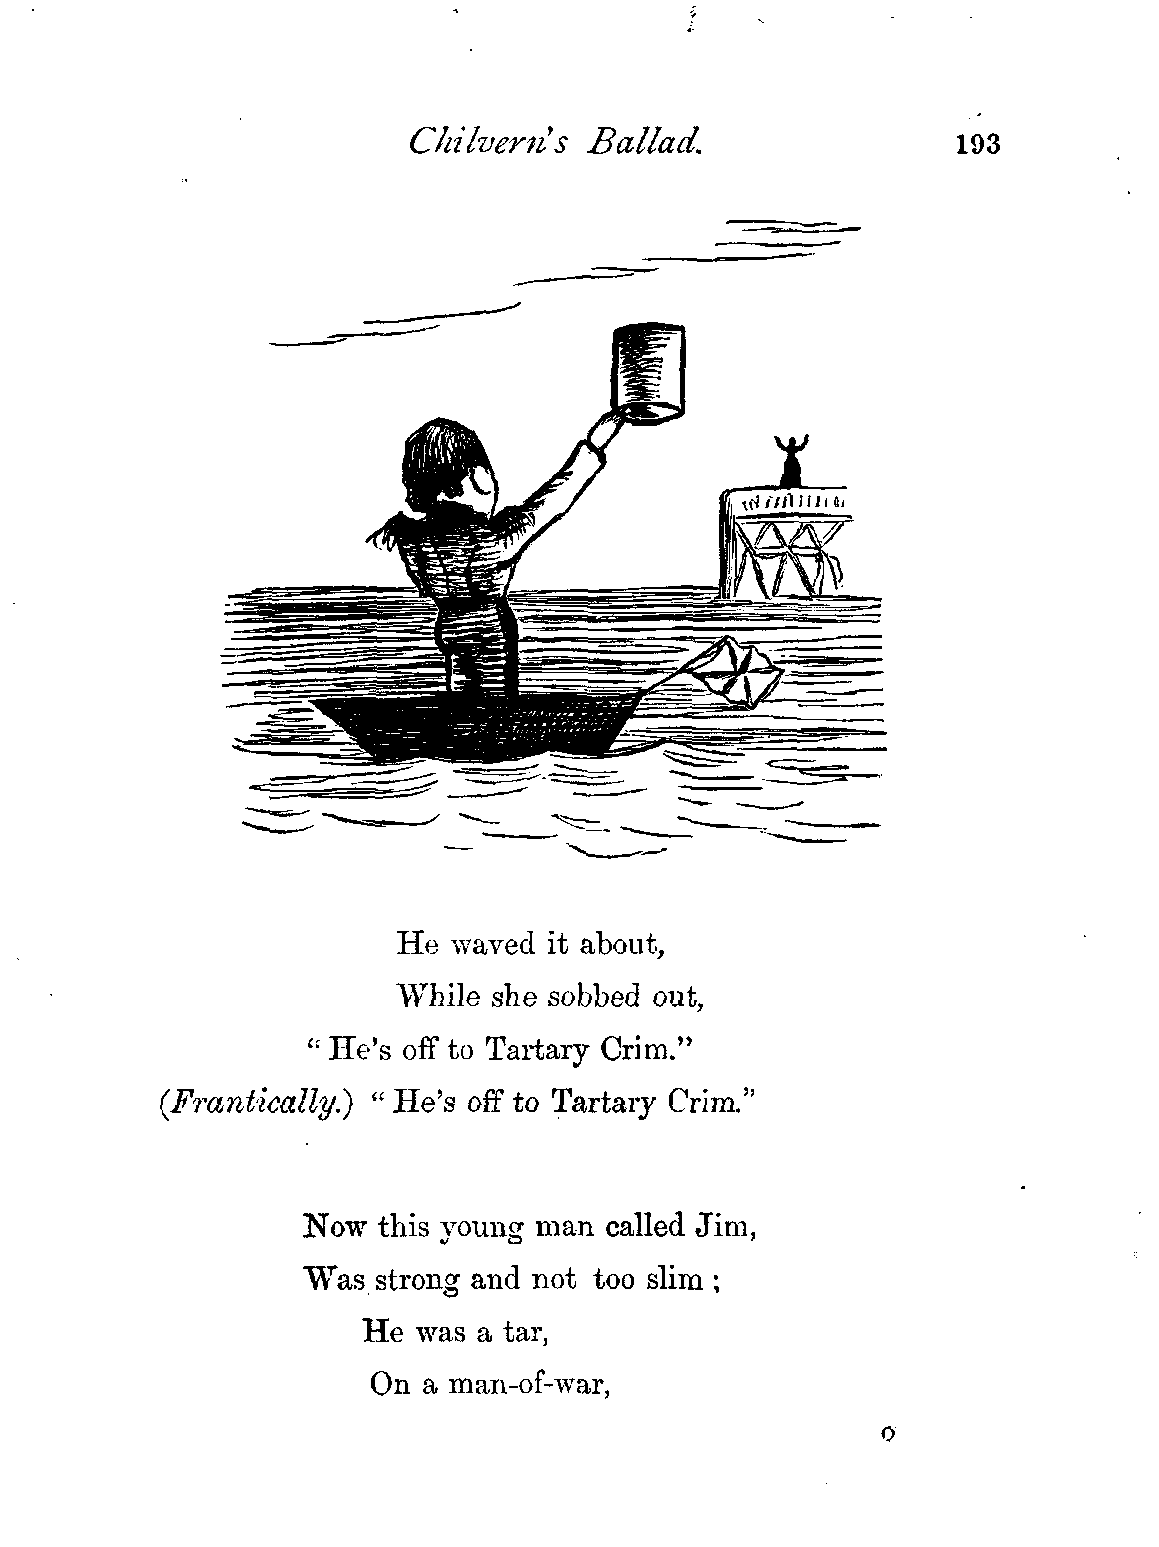 Chilvern's Ballad. 193
He waved it about,
While she sobbed out,
“ He's off to Tartary Crim.”
(Frantically.) “ He's off to Tartary Crim.”
Now this young man called Jim,
Was strong and not too slim ;
He was a tar,
On a man-of-war,
O